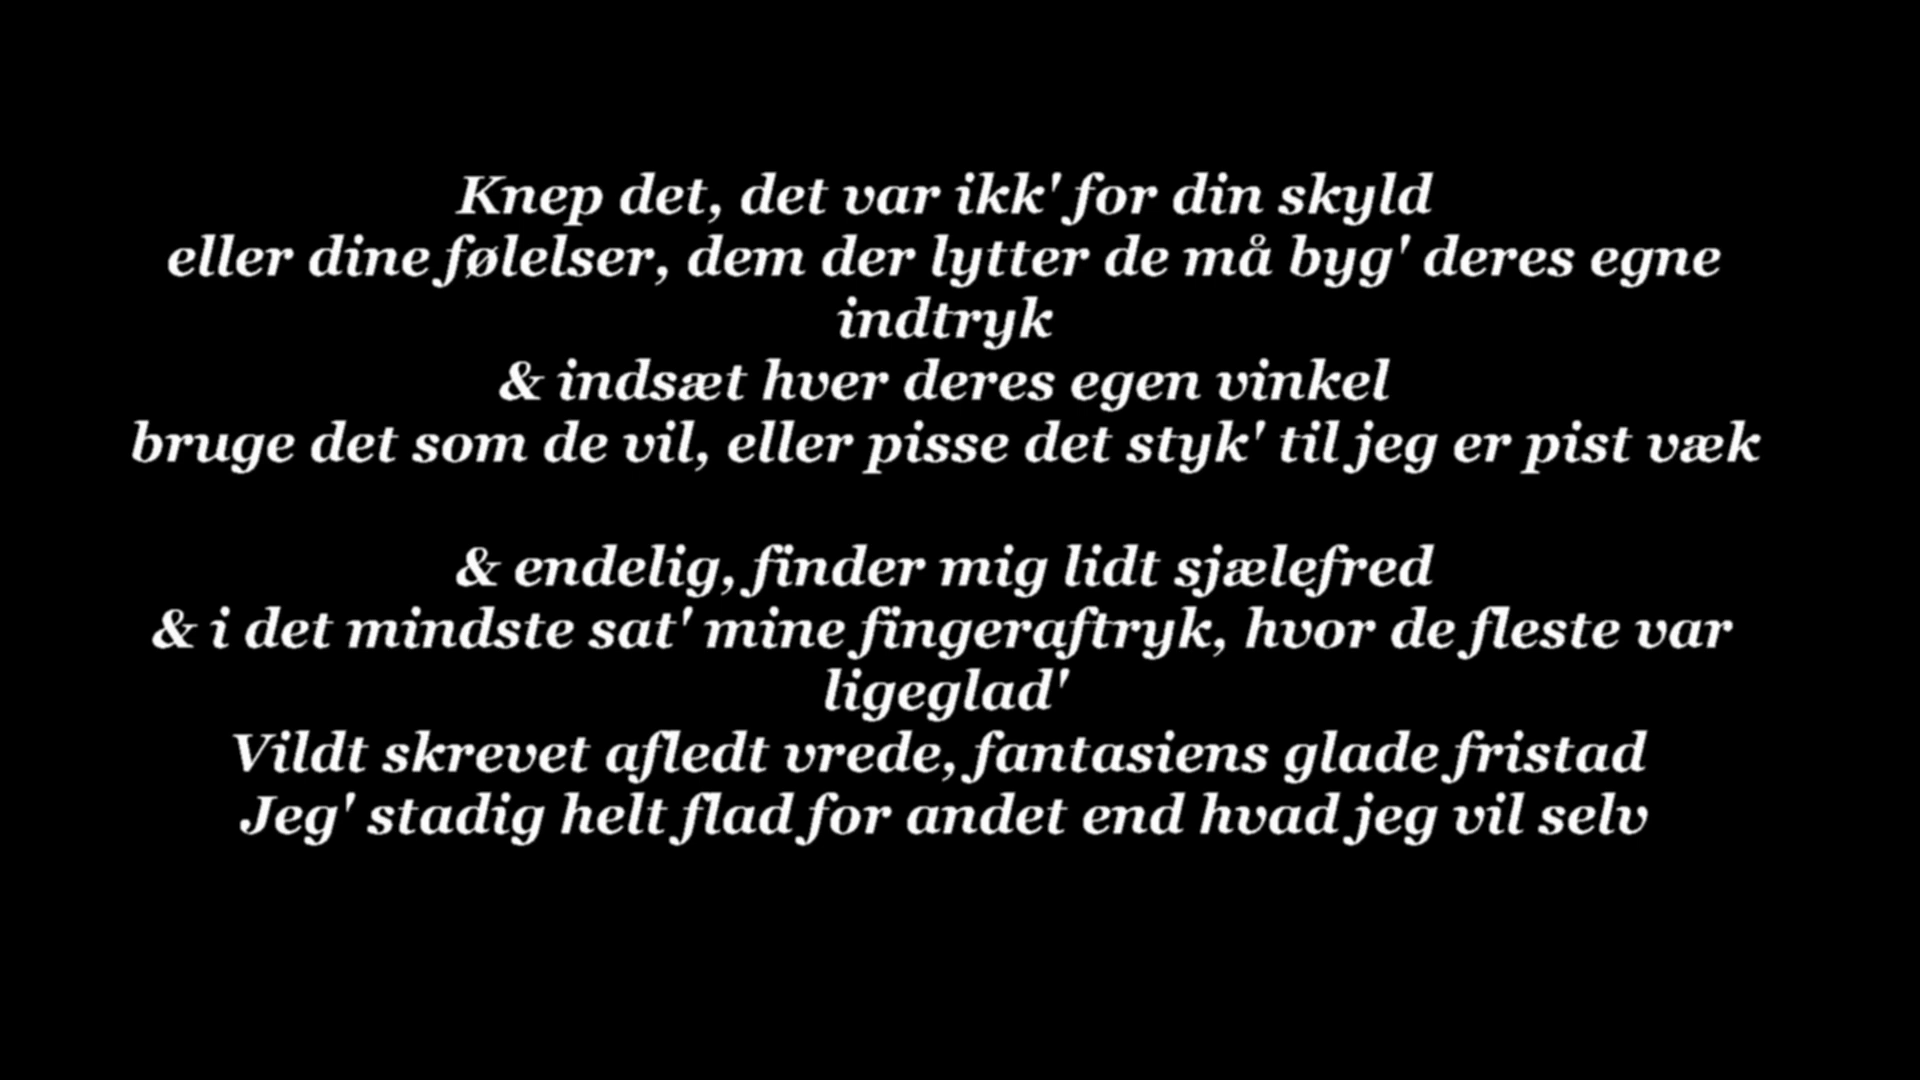 Knep det, det var ikk' for din skyld
eller dine følelser, dem der lytter de må byg' deres egne
indtryk
& indsæt hver deres egen vinkel
bruge det som de vil, eller pisse det styk' til jeg er pist væk
& endelig, finder mig lidt sjælefred
& i det mindste sat' mine fingeraftryk, hvor de fleste var
ligeglad'
Vildt skrevet afledt vrede, fantasiens glade fristad
Jeg' stadig helt flad for andet end hvad jeg vil selv